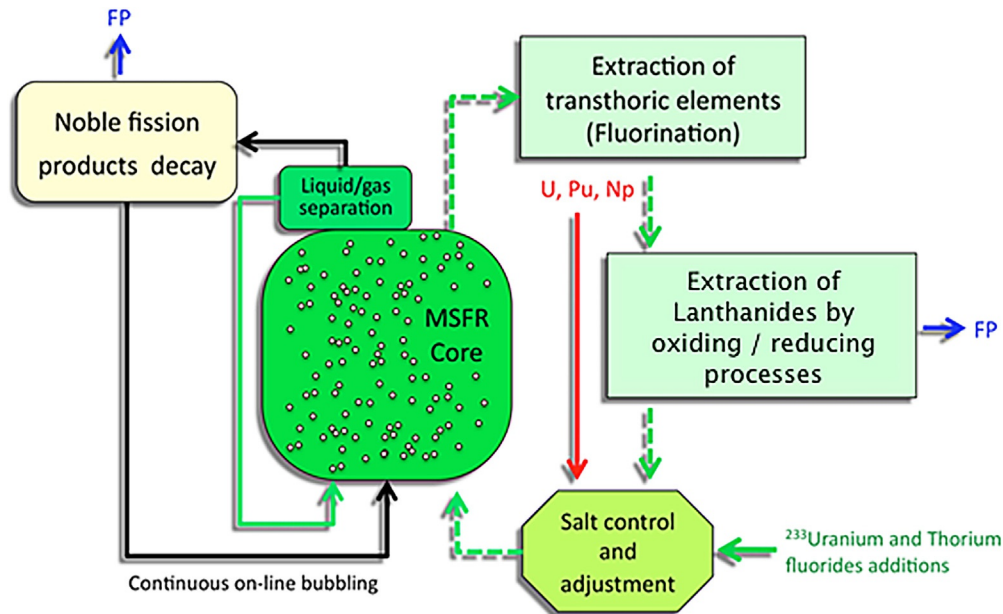 FP
Noble fission
products decay
Liquid/gas
separation
MSFR
Core
Continuous on-line bubbling
Extraction of
transthoric elements
(Fluorination)
U, Pu, Np
Extraction of
Lanthanides by
oxiding / reducing
processes
FP
Salt control
and
adjustment
²³³Uranium and Thorium
fluorides additions